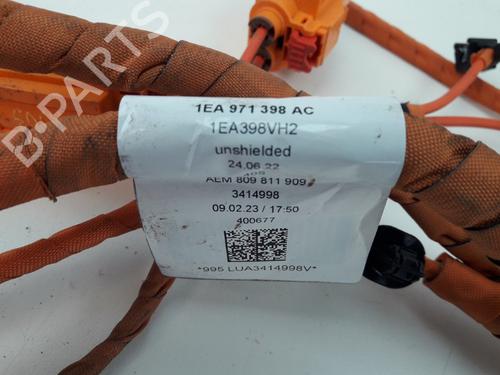 B-PARTS
1EA 971 398 AC
1EA398VH2
unshielded
24.06.22
AEM 809 811 909
3414998
09.02.23 / 17:50
400677
*995 LUA3414998V*